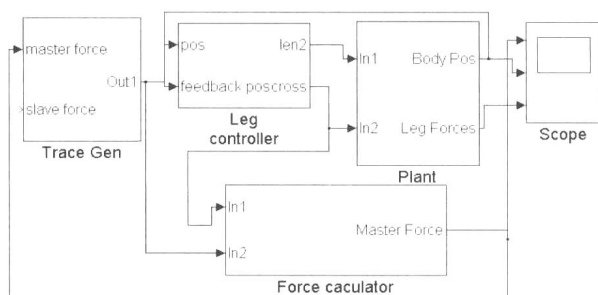 master force
slave force
Out1
Trace Gen
pos
len2
feedback poscross
Leg
controller
In1
Body Pos
In2
Leg Forces
Plant
Scope
In1
Master Force
In2
Force caculator